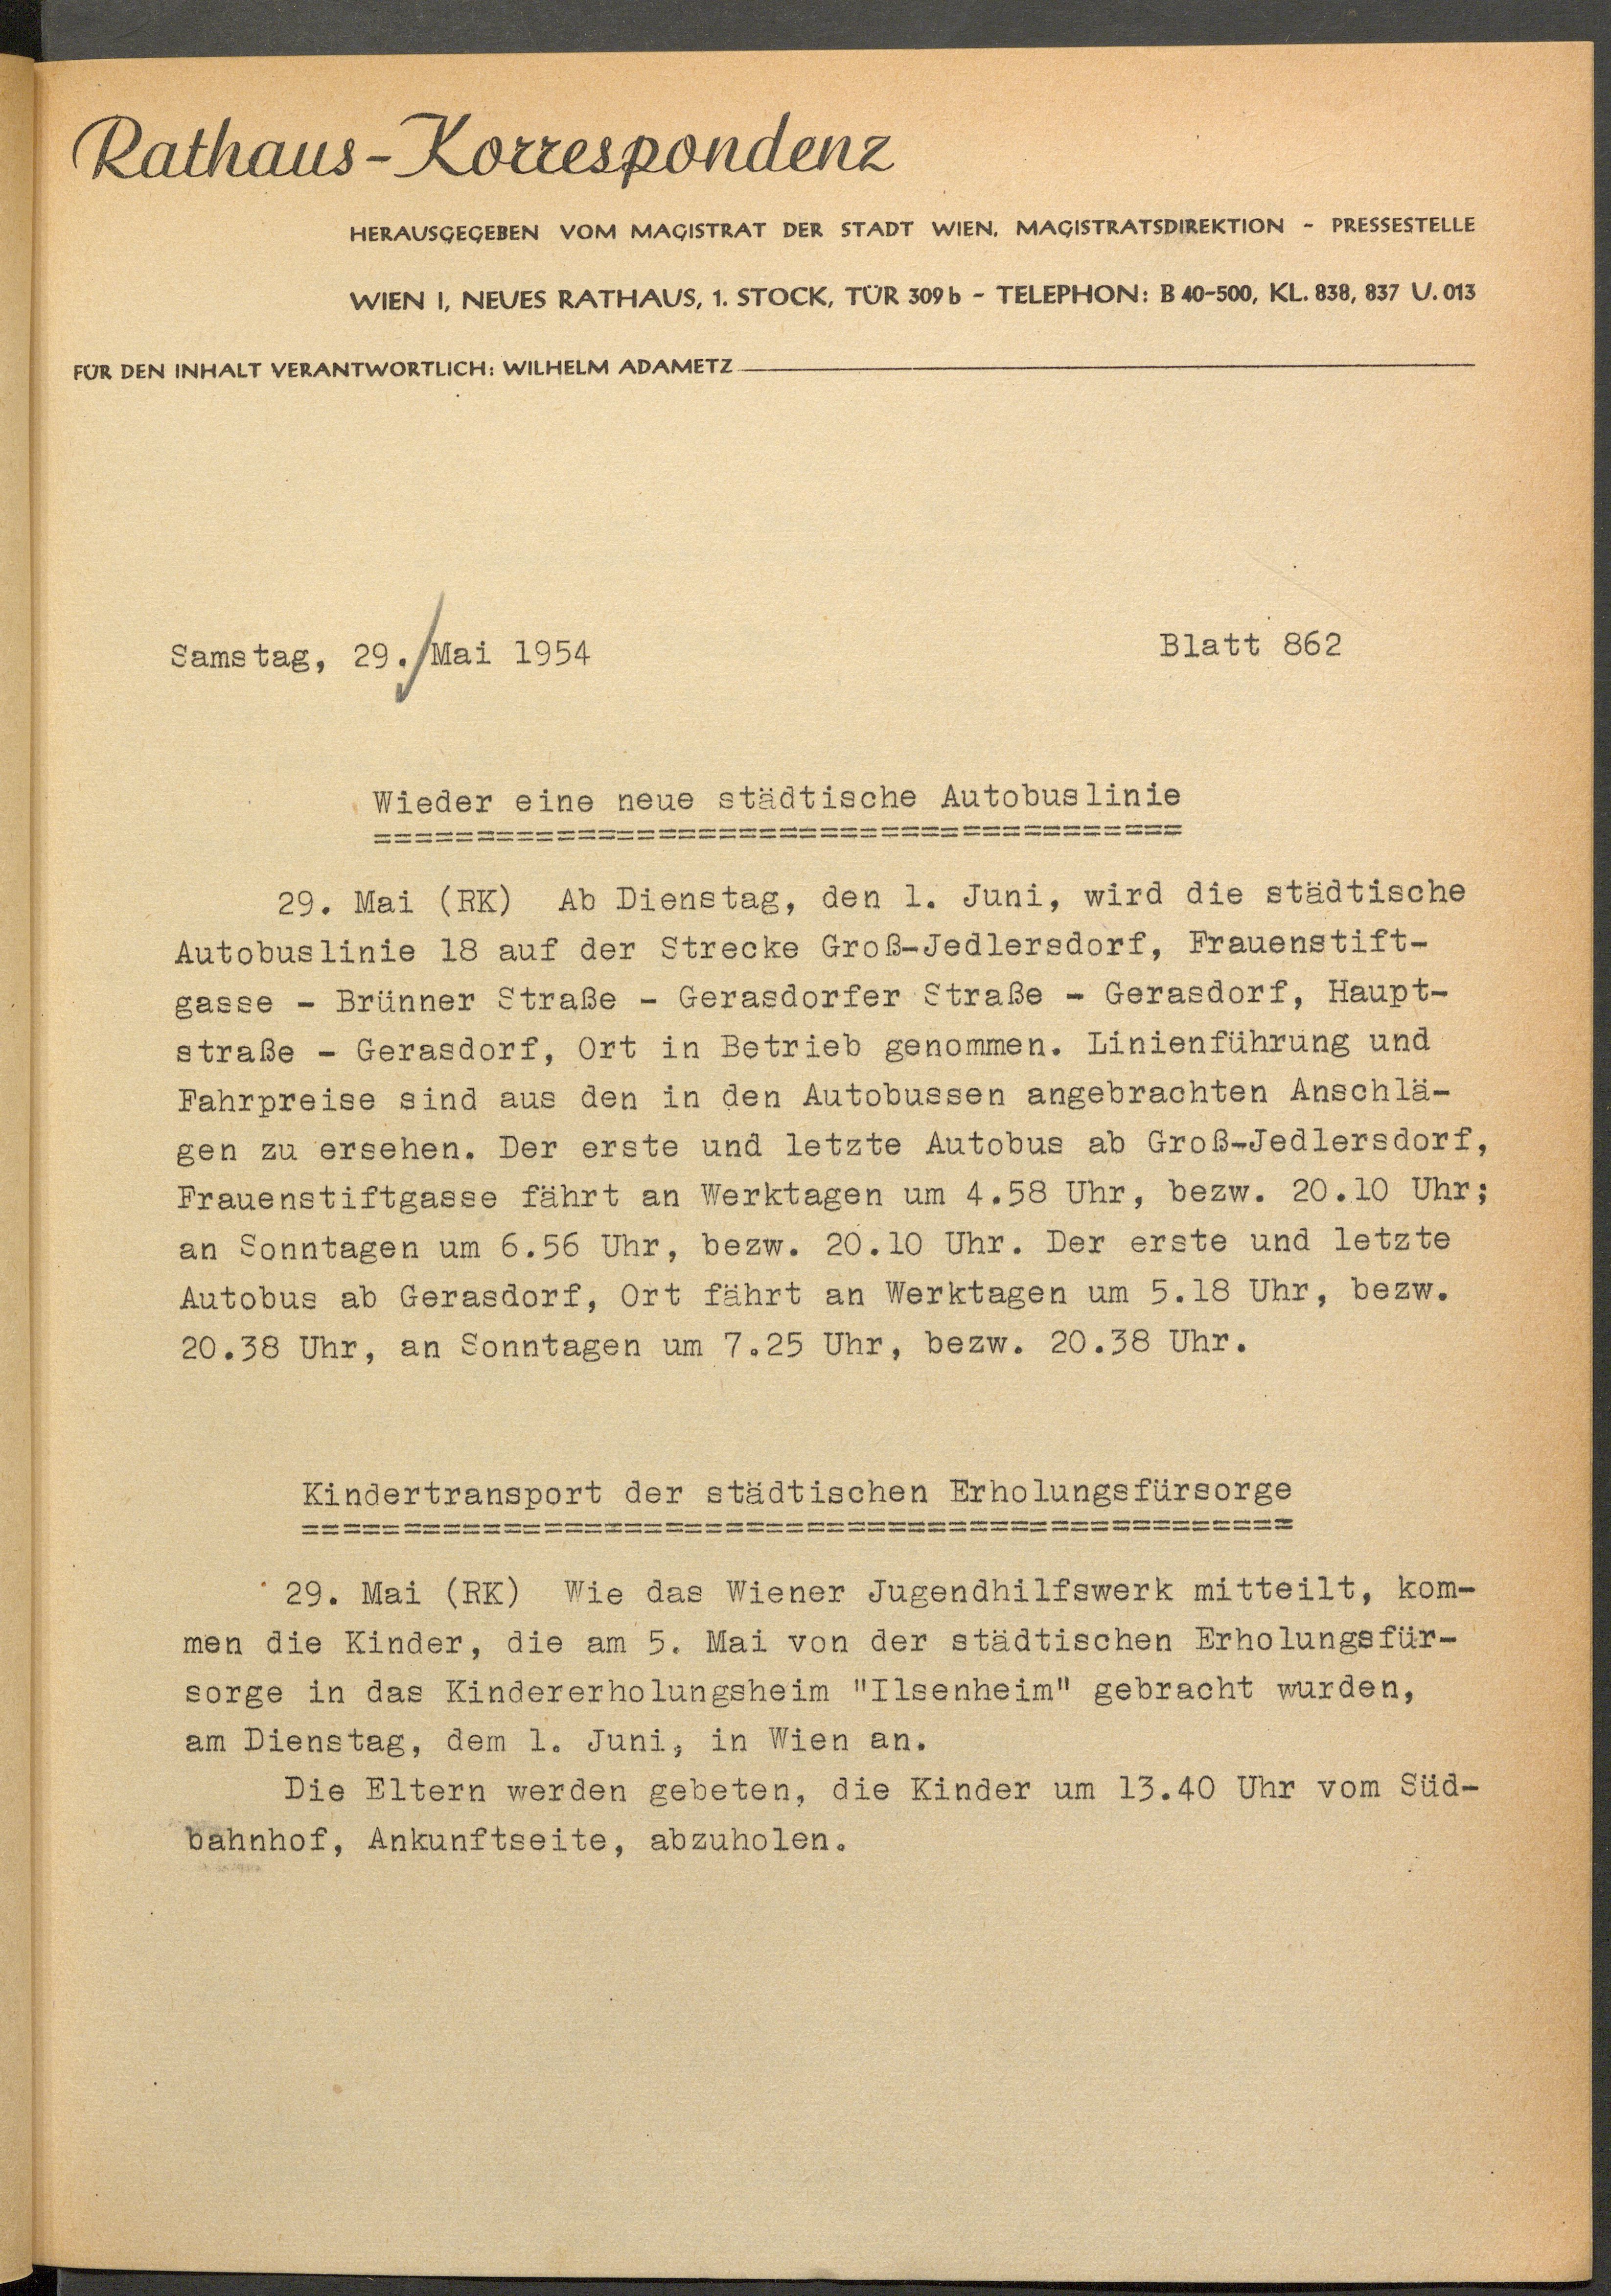 Rathaus-Korrespondenz
HERAUSGEGEBEN VOM MAGISTRAT DER STADT WIEN, MAGISTRATSDIREKTION - PRESSESTELLE
WIEN I, NEUES RATHAUS, 1. STOCK, TÜR 309b - TELEPHON: B 40-500, KL. 838, 837 U. 013
FÜR DEN INHALT VERANTWORTLICH: WILHELM ADAMETZ
Samstag, 29. Mai 1954
Blatt 862
Wieder eine neue städtische Autobuslinie
========================================
29. Mai (RK) Ab Dienstag, den 1. Juni, wird die städtische
Autobuslinie 18 auf der Strecke Groß-Jedlersdorf, Frauenstift-
gasse - Brünner Straße - Gerasdorfer Straße - Gerasdorf, Haupt-
straße - Gerasdorf, Ort in Betrieb genommen. Linienführung und
Fahrpreise sind aus den in den Autobussen angebrachten Anschlä-
gen zu ersehen. Der erste und letzte Autobus ab Groß-Jedlersdorf,
Frauenstiftgasse fährt an Werktagen um 4.58 Uhr, bezw. 20.10 Uhr;
an Sonntagen um 6.56 Uhr, bezw. 20.10 Uhr. Der erste und letzte
Autobus ab Gerasdorf, Ort fährt an Werktagen um 5.18 Uhr, bezw.
20.38 Uhr, an Sonntagen um 7.25 Uhr, bezw. 20.38 Uhr.
Kindertransport der städtischen Erholungsfürsorge
=================================================
29. Mai (RK) Wie das Wiener Jugendhilfswerk mitteilt, kom-
men die Kinder, die am 5. Mai von der städtischen Erholungsfür-
sorge in das Kindererholungsheim "Ilsenheim" gebracht wurden,
am Dienstag, dem 1. Juni, in Wien an.
Die Eltern werden gebeten, die Kinder um 13.40 Uhr vom Süd-
bahnhof, Ankunftseite, abzuholen.